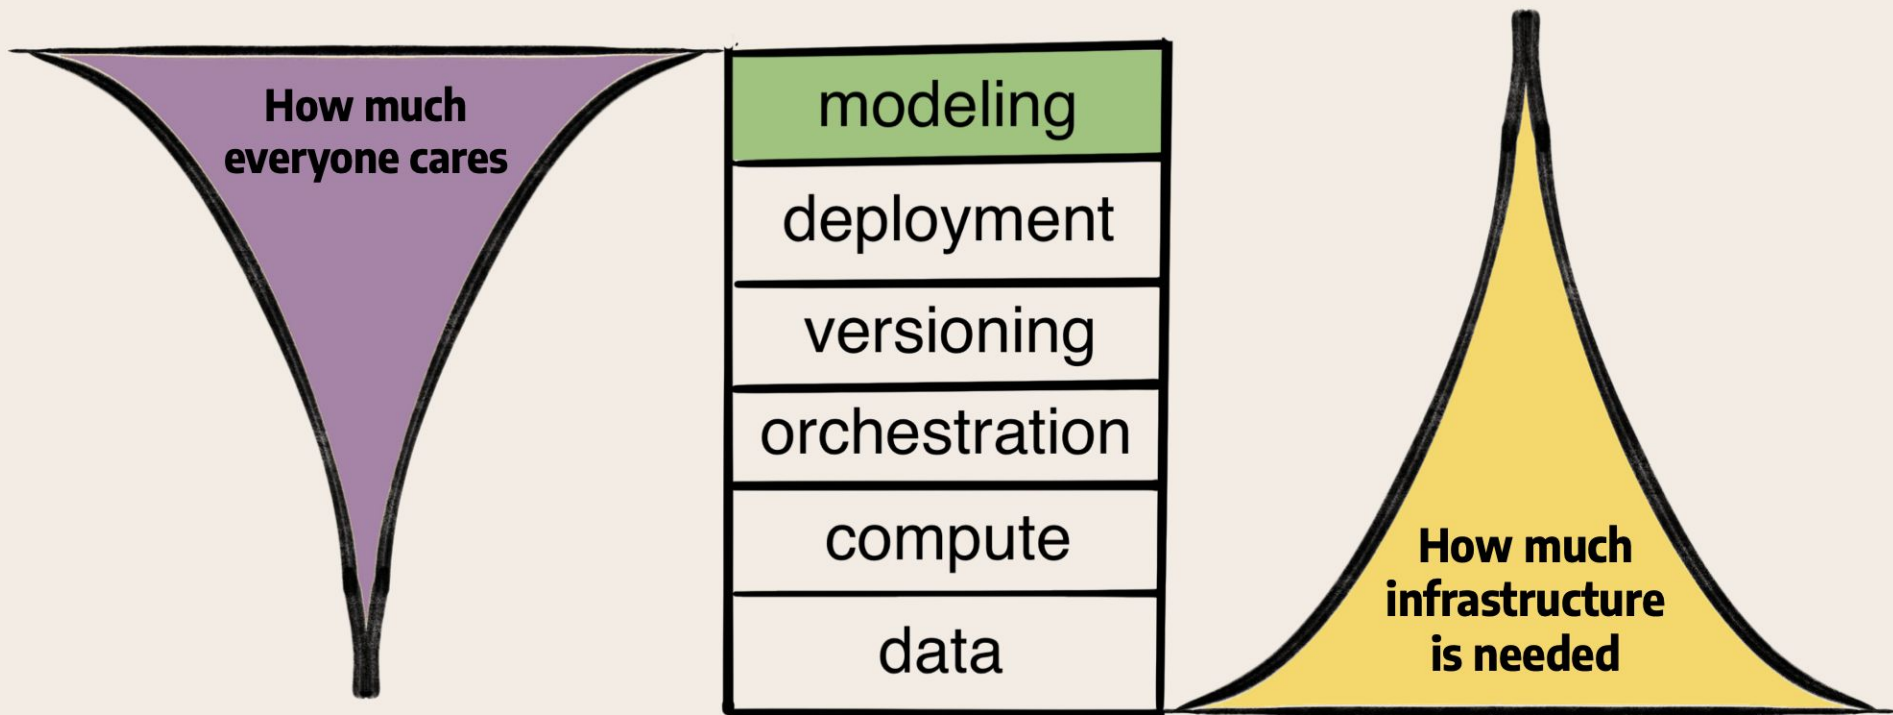 How much
everyone cares
modeling
deployment
versioning
orchestration
compute
data
How much
infrastructure
is needed